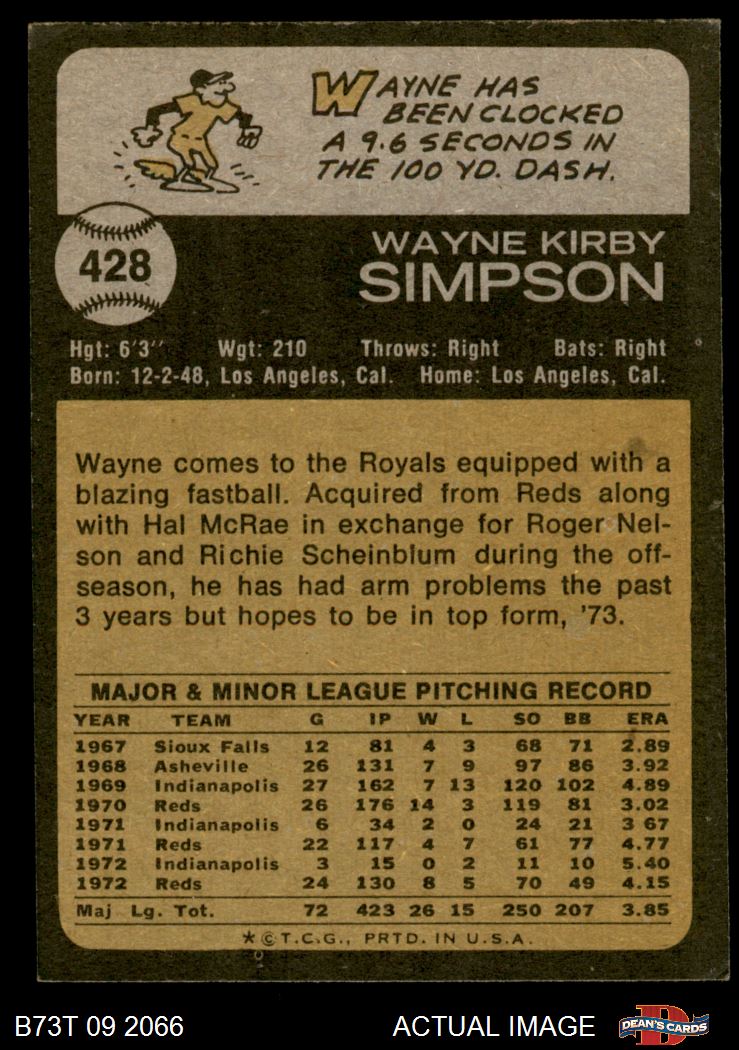 WAYNE HAS
BEEN CLOCKED
A 9.6 SECONDS IN
THE 100 YD. DASH.
428
WAYNE KIRBY
SIMPSON
Hgt: 6'3" Wgt: 210 Throws: Right Bats: Right
Born: 12-2-48, Los Angeles, Cal. Home: Los Angeles, Cal.
Wayne comes to the Royals equipped with a
blazing fastball. Acquired from Reds along
with Hal McRae in exchange for Roger Nel-
son and Richie Scheinblum during the off-
season, he has had arm problems the past
3 years but hopes to be in top form, '73.
MAJOR & MINOR LEAGUE PITCHING RECORD
YEAR TEAM G IP W L SO BB ERA
1967 Sioux Falls 12 81 4 3 68 71 2.89
1968 Asheville 26 131 7 9 97 86 3.92
1969 Indianapolis 27 162 7 13 120 102 4.89
1970 Reds 26 176 14 3 119 81 3.02
1971 Indianapolis 6 34 2 0 24 21 3 67
1971 Reds 22 117 4 7 61 77 4.77
1972 Indianapolis 3 15 0 2 11 10 5.40
1972 Reds 24 130 8 5 70 49 4.15
Maj Lg. Tot. 72 423 26 15 250 207 3.85
★ © T.C.G., PRTD. IN U.S.A.
B73T 09 2066 ACTUAL IMAGE
D
DEAN'S CARDS